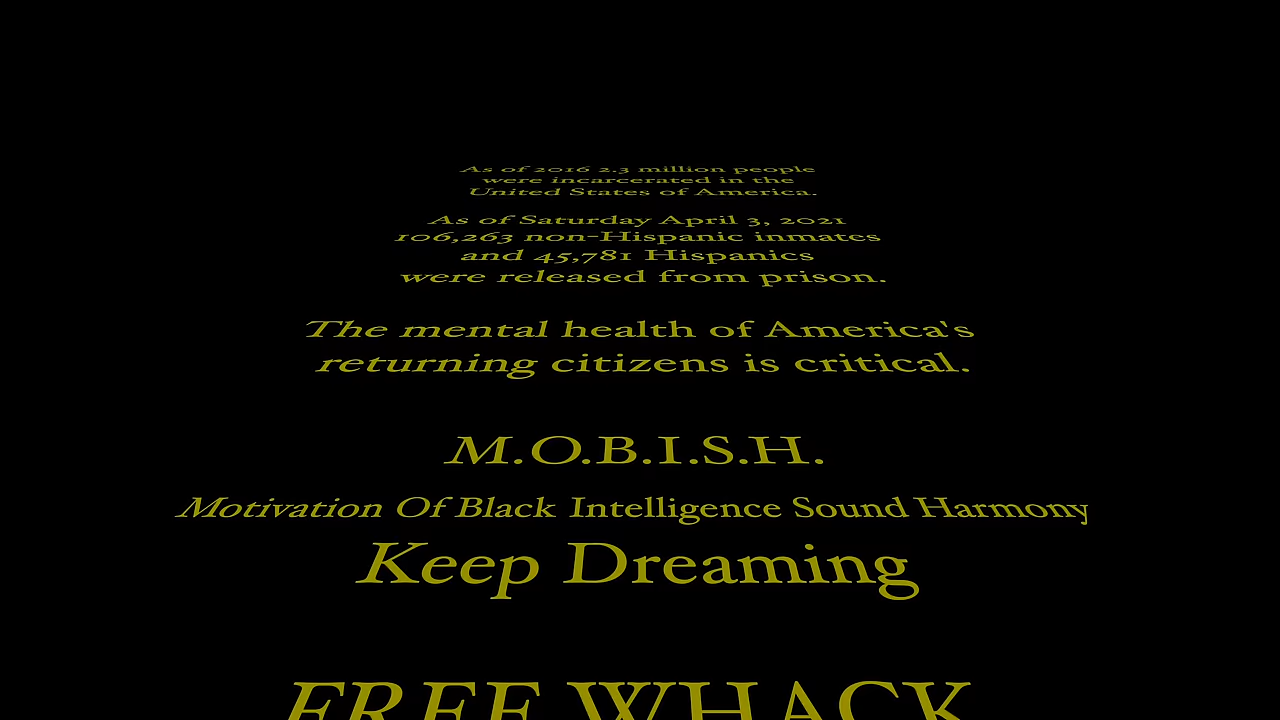 As of 2016 2.3 million people
were incarcerated in the
United States of America.
As of Saturday April 3, 2021
106,263 non-Hispanic inmates
and 45,781 Hispanics
were released from prison.
The mental health of America's
returning citizens is critical.
M.O.B.I.S.H.
Motivation Of Black Intelligence Sound Harmony
Keep Dreaming
FREE WHACK